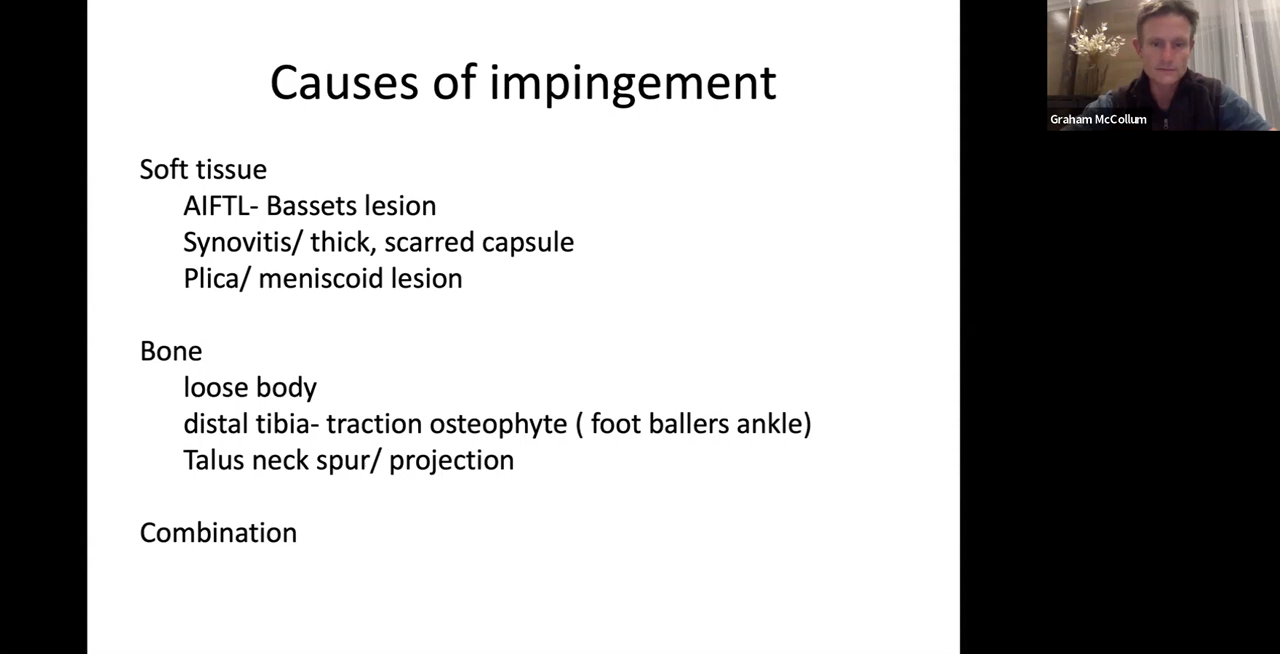 Causes of impingement
Graham McCollum
Soft tissue
AIFTL- Bassets lesion
Synovitis/ thick, scarred capsule
Plica/ meniscoid lesion
Bone
loose body
distal tibia- traction osteophyte ( foot ballers ankle)
Talus neck spur/ projection
Combination